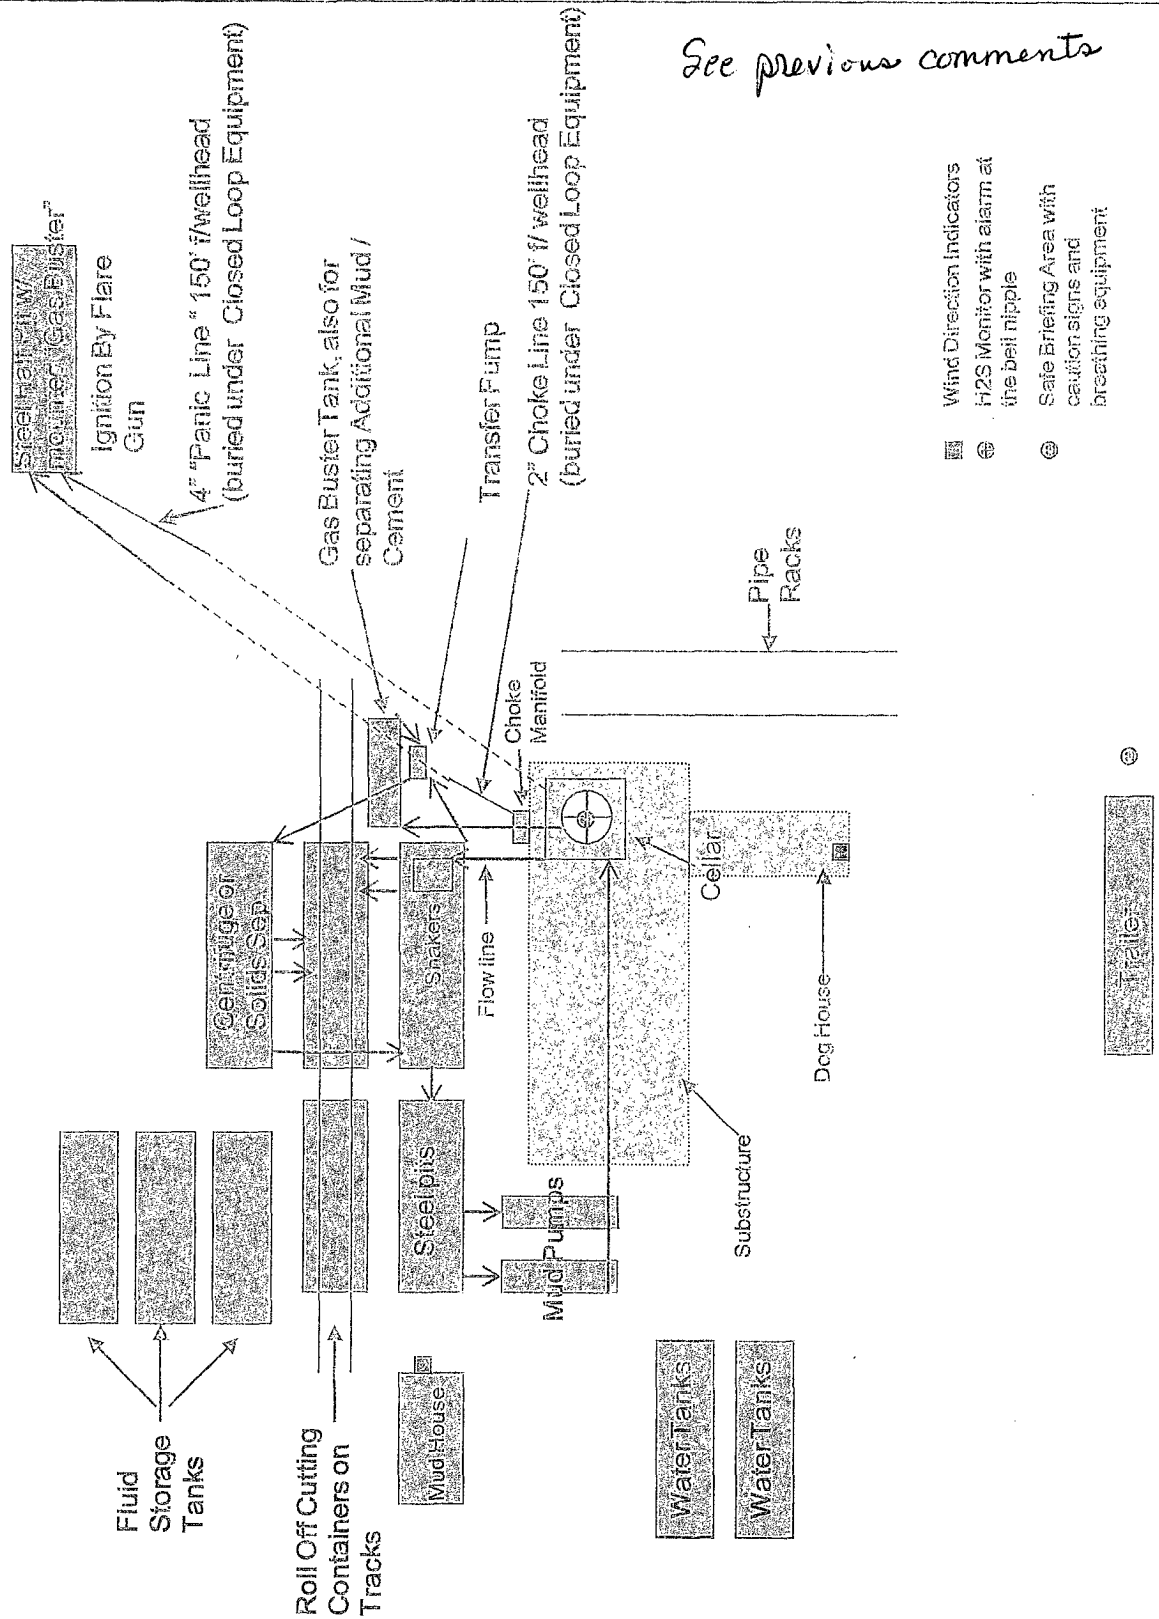 See previous comments
Steel Half Pit w/
mounted "Gas Buster"
Ignition By Flare
Gun
4" "Panic Line " 150' f/wellhead
(buried under Closed Loop Equipment)
Gas Buster Tank, also for
separating Additional Mud /
Cement
Transfer Pump
2" Choke Line 150' f/ wellhead
(buried under Closed Loop Equipment)
Choke
Manifold
Pipe
Racks
Wind Direction Indicators
H2S Monitor with alarm at
the bell nipple
Safe Briefing Area with
caution signs and
breathing equipment
Centrifuge or
Solids Sep.
Shakers
Flow line
Cellar
Dog House
Trailer
Substructure
Steel pits
Mud Pumps
Fluid
Storage
Tanks
Roll Off Cutting
Containers on
Tracks
Mud House
Water Tanks
Water Tanks